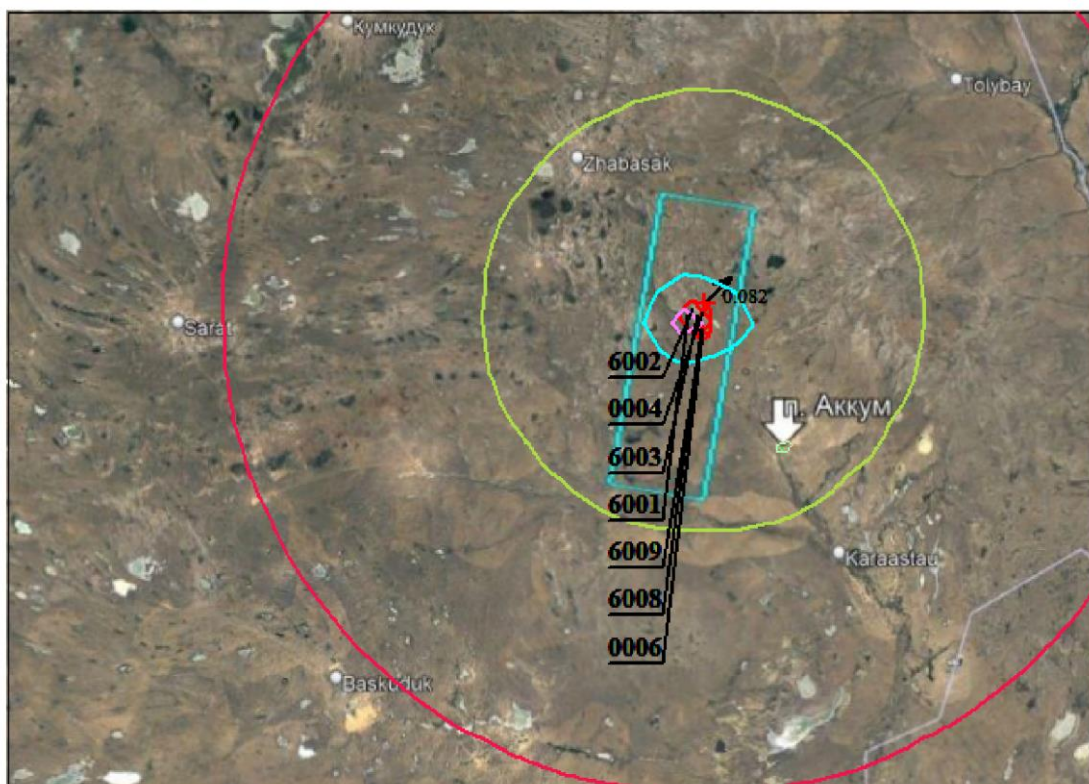 Кумкудук
Tolybay
Zhabasak
0.082
Sarat
6002
0004
п. Аккум
6003
6001
6009
Karaastau
6008
0006
Baskuduk